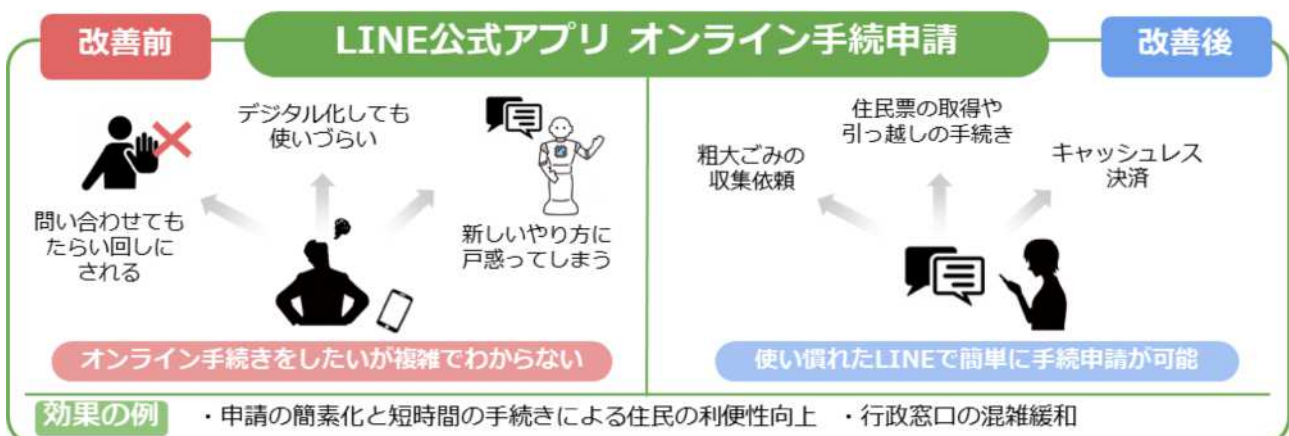 改善前
LINE公式アプリ オンライン手続申請
改善後
デジタル化しても
使いづらい
問い合わせても
たらい回しに
される
新しいやり方に
戸惑ってしまう
オンライン手続きをしたいが複雑でわからない
粗大ごみの
収集依頼
住民票の取得や
引っ越しの手続き
キャッシュレス
決済
使い慣れたLINEで簡単に手続申請が可能
効果の例
・申請の簡素化と短時間の手続きによる住民の利便性向上 ・行政窓口の混雑緩和